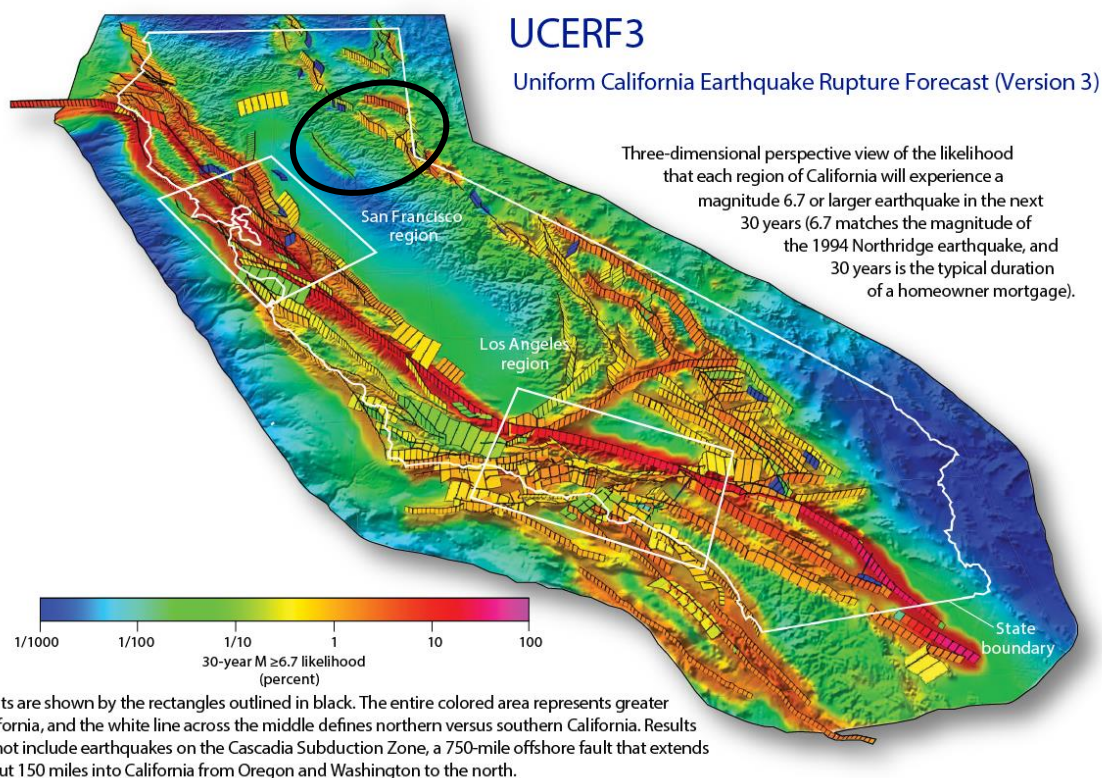 UCERF3
Uniform California Earthquake Rupture Forecast (Version 3)
Three-dimensional perspective view of the likelihood
that each region of California will experience a
magnitude 6.7 or larger earthquake in the next
30 years (6.7 matches the magnitude of
the 1994 Northridge earthquake, and
30 years is the typical duration
of a homeowner mortgage).
San Francisco
region
Los Angeles
region
State
boundary
1/1000 1/100 1/10 1 10 100
30-year M ≥6.7 likelihood
(percent)
ts are shown by the rectangles outlined in black. The entire colored area represents greater
ifornia, and the white line across the middle defines northern versus southern California. Results
not include earthquakes on the Cascadia Subduction Zone, a 750-mile offshore fault that extends
ut 150 miles into California from Oregon and Washington to the north.